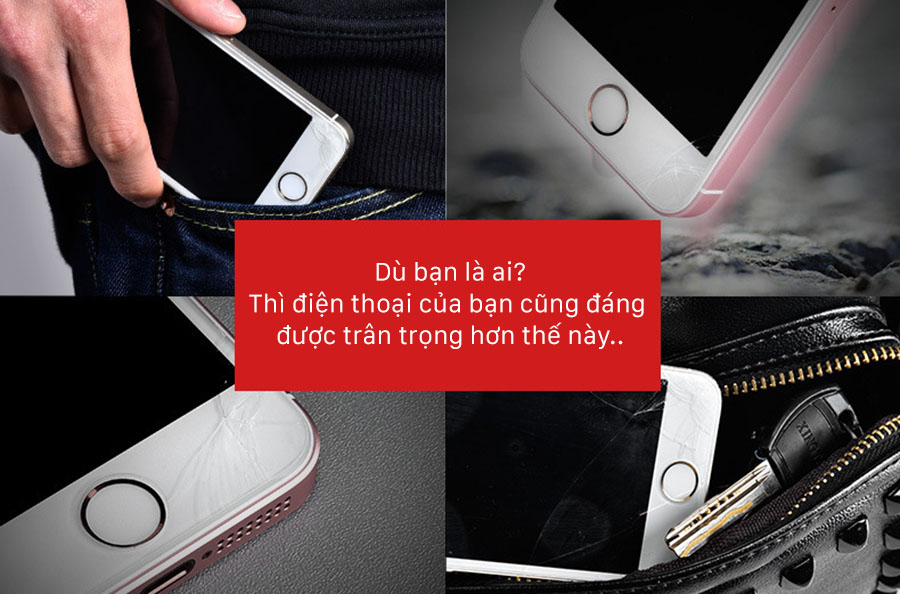 Dù bạn là ai?
Thì điện thoại của bạn cũng đáng
được trân trọng hơn thế này..